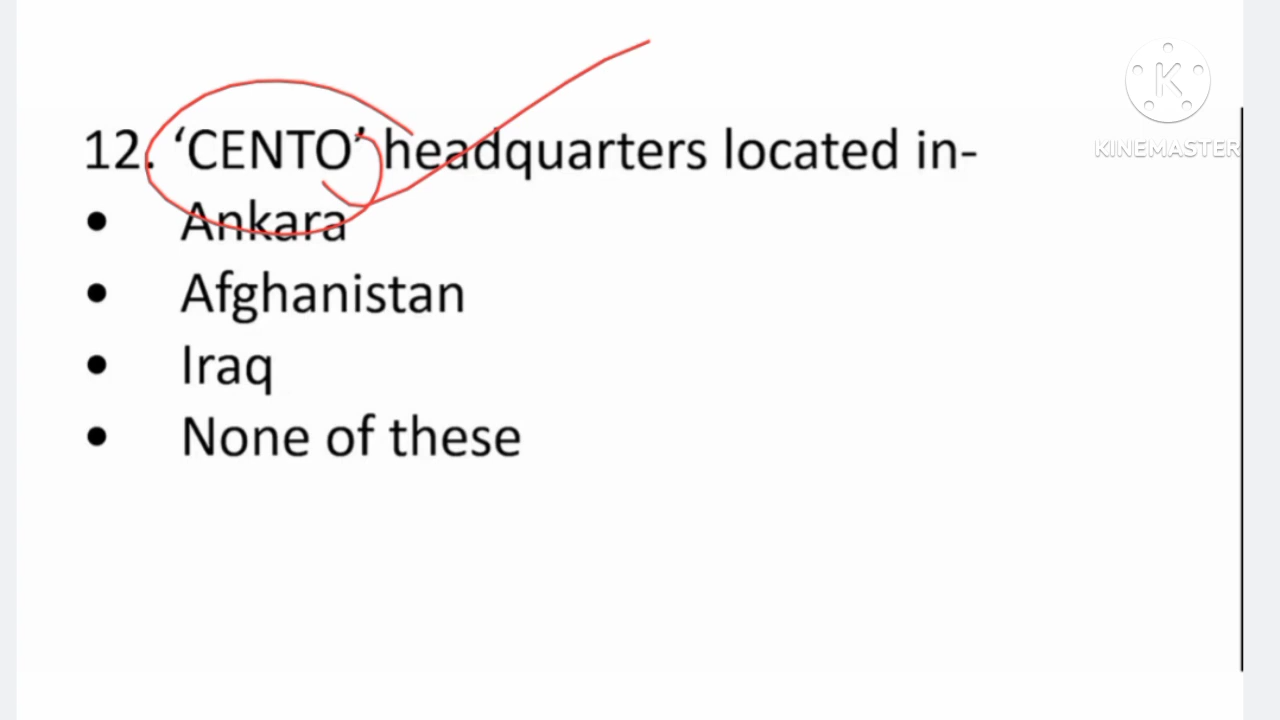 12. ‘CENTO’ headquarters located in-
• Ankara
• Afghanistan
• Iraq
• None of these
K
KINEMASTER